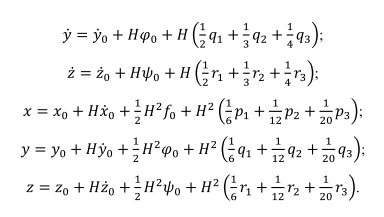 ẏ = ẏ₀ + Hφ₀ + H(½q₁ + ⅓q₂ + ¼q₃);
ż = ż₀ + Hψ₀ + H(½r₁ + ⅓r₂ + ¼r₃);
x = x₀ + Hẋ₀ + ½H²f₀ + H²(⅙p₁ + 1/12 p₂ + 1/20 p₃);
y = y₀ + Hẏ₀ + ½H²φ₀ + H²(⅙q₁ + 1/12 q₂ + 1/20 q₃);
z = z₀ + Hż₀ + ½H²ψ₀ + H²(⅙r₁ + 1/12 r₂ + 1/20 r₃).